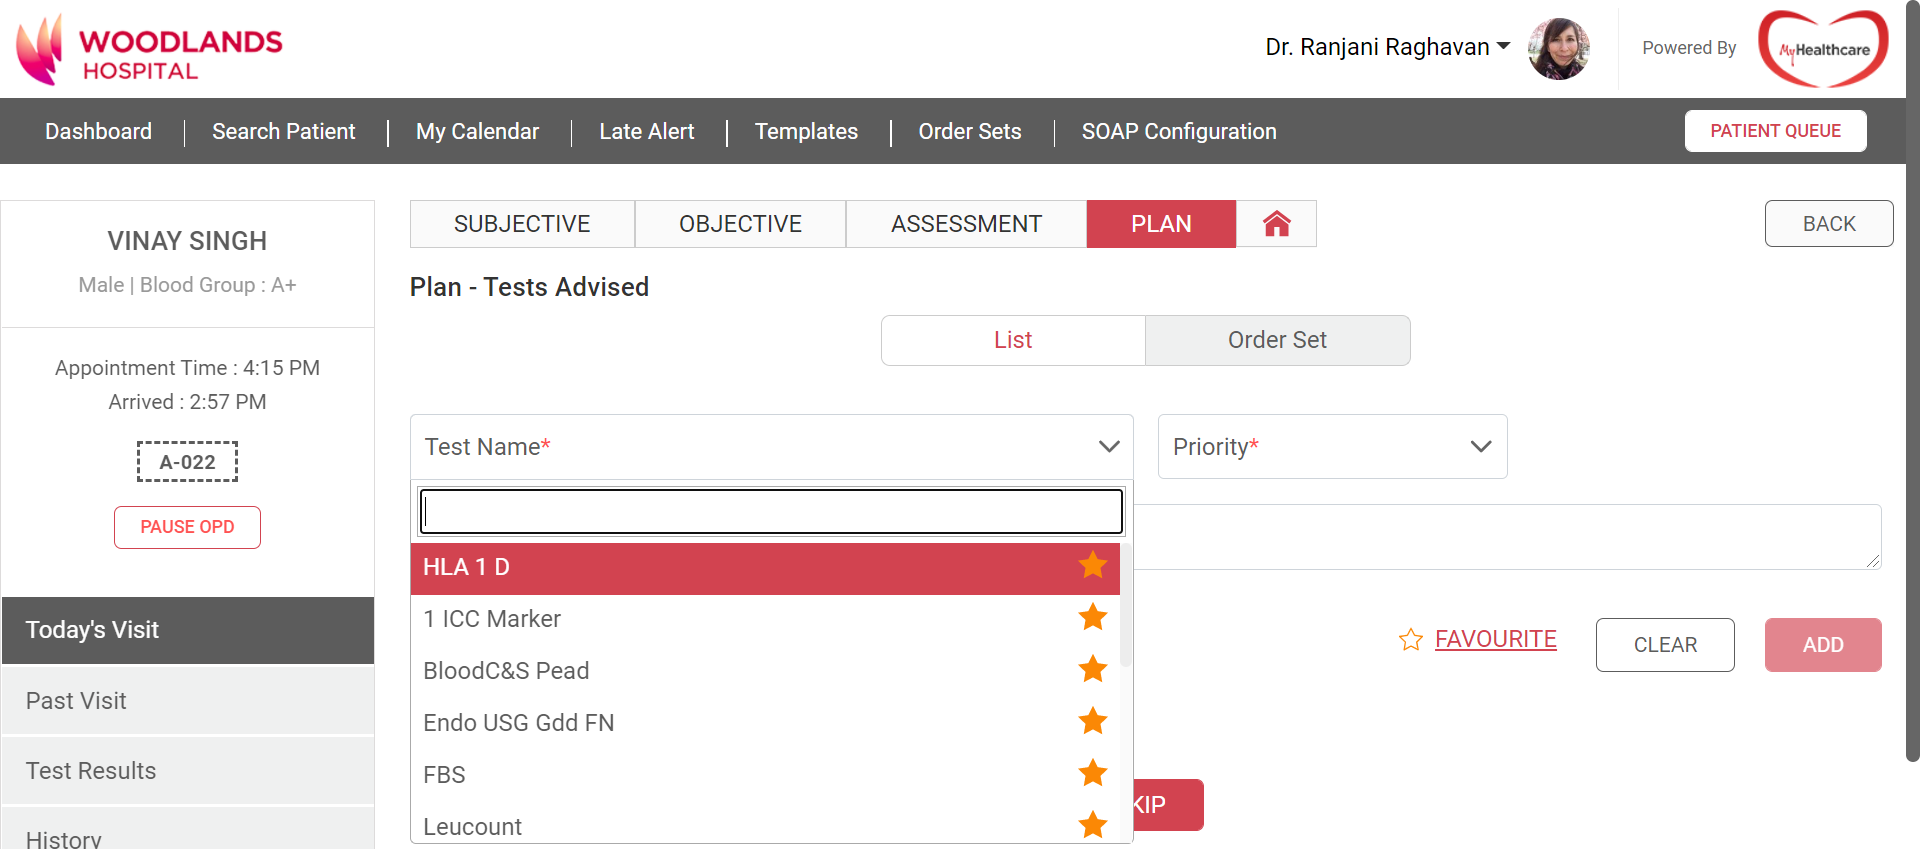 WOODLANDS
HOSPITAL
Dr. Ranjani Raghavan
Powered By
MyHealthcare
Dashboard
Search Patient
My Calendar
Late Alert
Templates
Order Sets
SOAP Configuration
PATIENT QUEUE
VINAY SINGH
Male | Blood Group : A+
Appointment Time : 4:15 PM
Arrived : 2:57 PM
A-022
PAUSE OPD
Today's Visit
Past Visit
Test Results
History
SUBJECTIVE
OBJECTIVE
ASSESSMENT
PLAN
BACK
Plan - Tests Advised
List
Order Set
Test Name*
Priority*
HLA 1 D
1 ICC Marker
BloodC&S Pead
Endo USG Gdd FN
FBS
Leucount
FAVOURITE
CLEAR
ADD
KIP